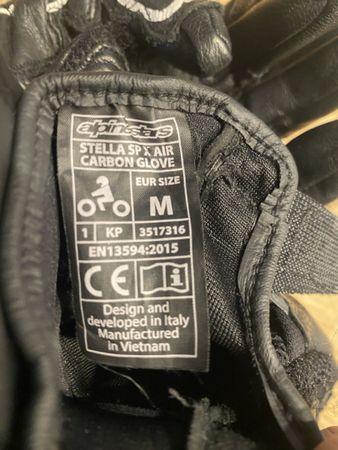 alpinestars
STELLA SP X AIR
CARBON GLOVE
EUR SIZE
M
1 KP 3517316
EN13594:2015
CE i
Design and
developed in Italy
Manufactured
in Vietnam